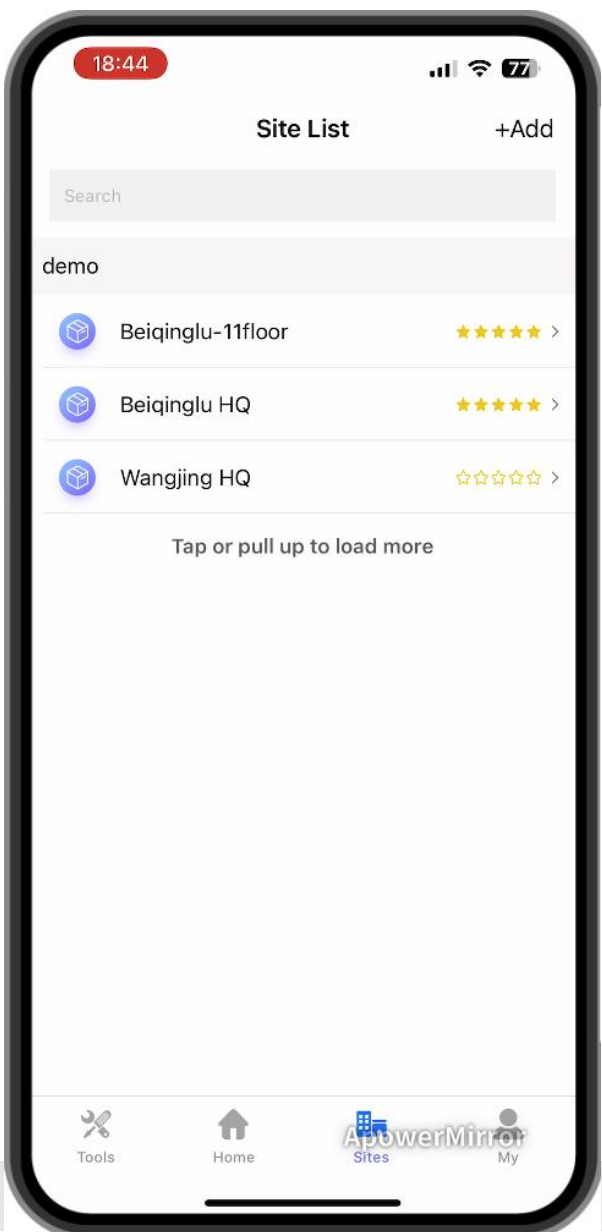 18:44
77
Site List
+Add
Search
demo
Beiqinglu-11floor
Beiqinglu HQ
Wangjing HQ
Tap or pull up to load more
ApowerMirror
Tools
Home
Sites
My